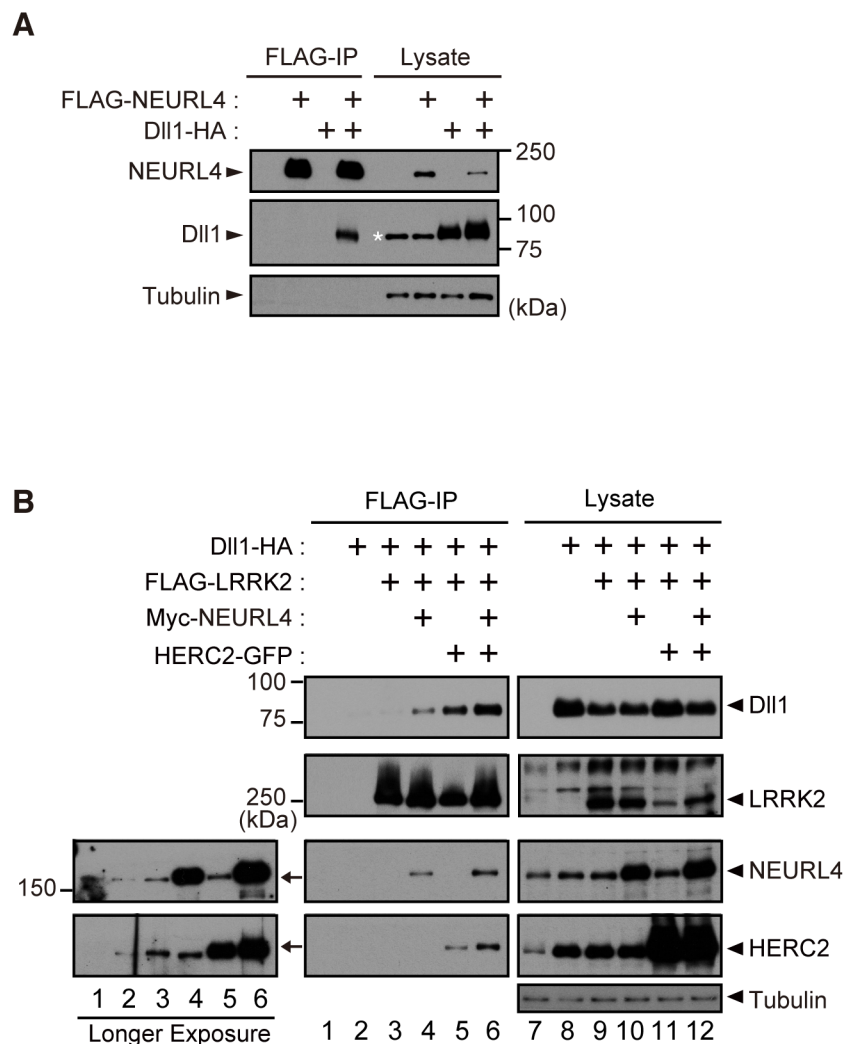 A
FLAG-IP Lysate
FLAG-NEURL4 : + + + +
Dll1-HA : + + + +
250
NEURL4
100
Dll1 *
75
Tubulin
(kDa)
B
FLAG-IP Lysate
Dll1-HA : + + + + + + + + + +
FLAG-LRRK2 : + + + + + + + +
Myc-NEURL4 : + + + +
HERC2-GFP : + + + +
100
75 Dll1
250 LRRK2
(kDa)
150 NEURL4
HERC2
1 2 3 4 5 6 Tubulin
Longer Exposure 1 2 3 4 5 6 7 8 9 10 11 12